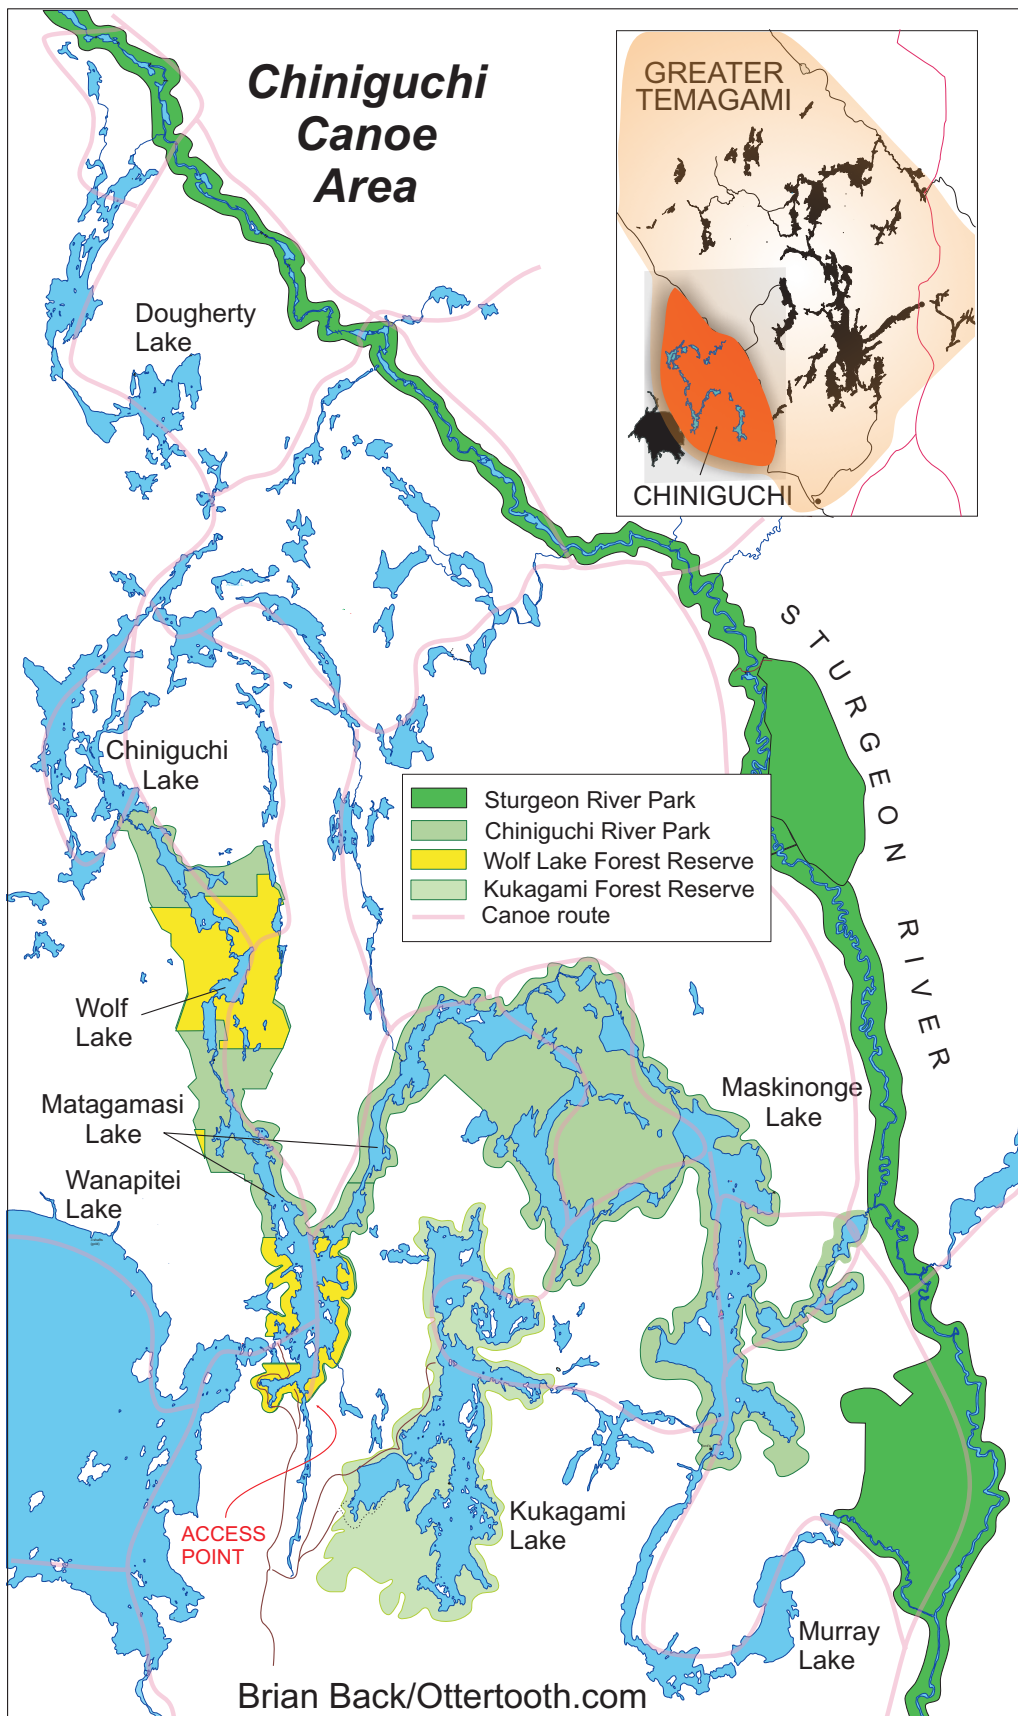 Chiniguchi
Canoe
Area
GREATER
TEMAGAMI
CHINIGUCHI
Dougherty
Lake
STURGEON RIVER
Chiniguchi
Lake
Sturgeon River Park
Chiniguchi River Park
Wolf Lake Forest Reserve
Kukagami Forest Reserve
Canoe route
Wolf
Lake
Matagamasi
Lake
Maskinonge
Lake
Wanapitei
Lake
ACCESS
POINT
Kukagami
Lake
Murray
Lake
Brian Back/Ottertooth.com